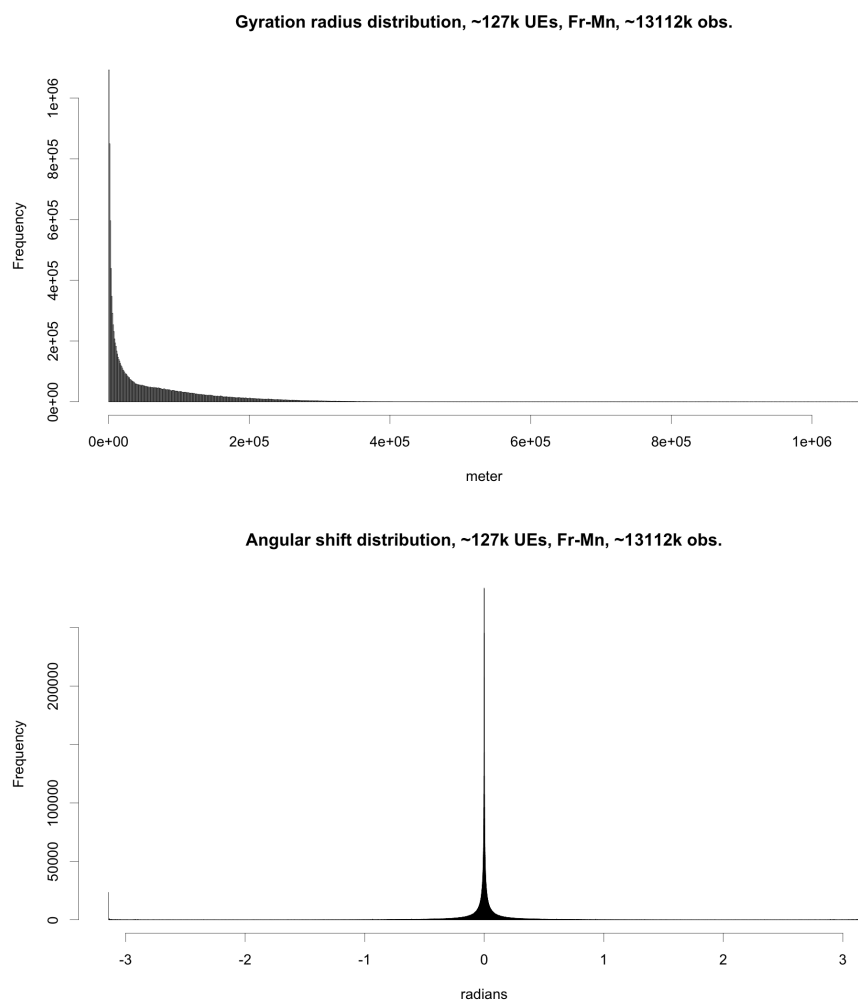 Gyration radius distribution, ~127k UEs, Fr-Mn, ~13112k obs.
Frequency
0e+00 2e+05 4e+05 6e+05 8e+05 1e+06
0e+00 2e+05 4e+05 6e+05 8e+05 1e+06
meter
Angular shift distribution, ~127k UEs, Fr-Mn, ~13112k obs.
Frequency
0 50000 100000 200000
-3 -2 -1 0 1 2 3
radians